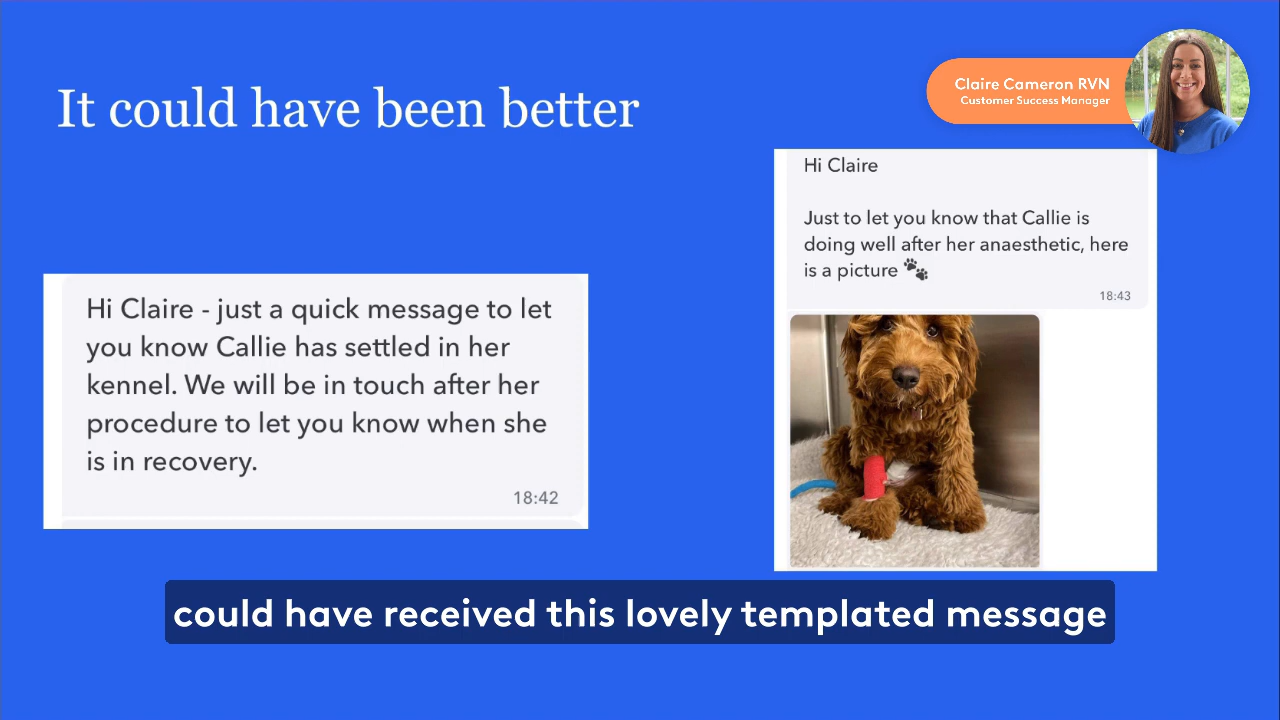 It could have been better
Claire Cameron RVN
Customer Success Manager
Hi Claire - just a quick message to let
you know Callie has settled in her
kennel. We will be in touch after her
procedure to let you know when she
is in recovery.
18:42
Hi Claire
Just to let you know that Callie is
doing well after her anaesthetic, here
is a picture 🐾
18:43
could have received this lovely templated message